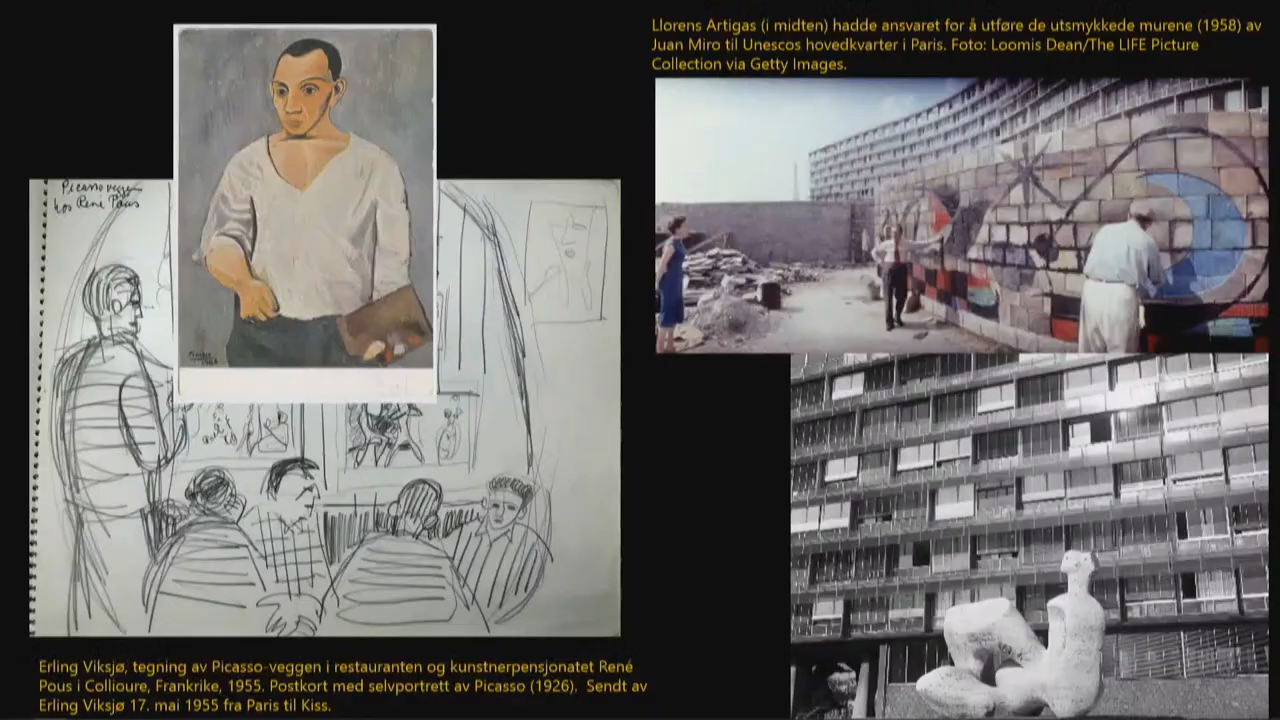 Llorens Artigas (i midten) hadde ansvaret for å utføre de utsmykkede murene (1958) av
Juan Miro til Unescos hovedkvarter i Paris. Foto: Loomis Dean/The LIFE Picture
Collection via Getty Images.
Picasso vegg
hos René Pous
Picasso
Erling Viksjø, tegning av Picasso-veggen i restauranten og kunstnerpensjonatet René
Pous i Collioure, Frankrike, 1955. Postkort med selvportrett av Picasso (1926).  Sendt av
Erling Viksjø 17. mai 1955 fra Paris til Kiss.